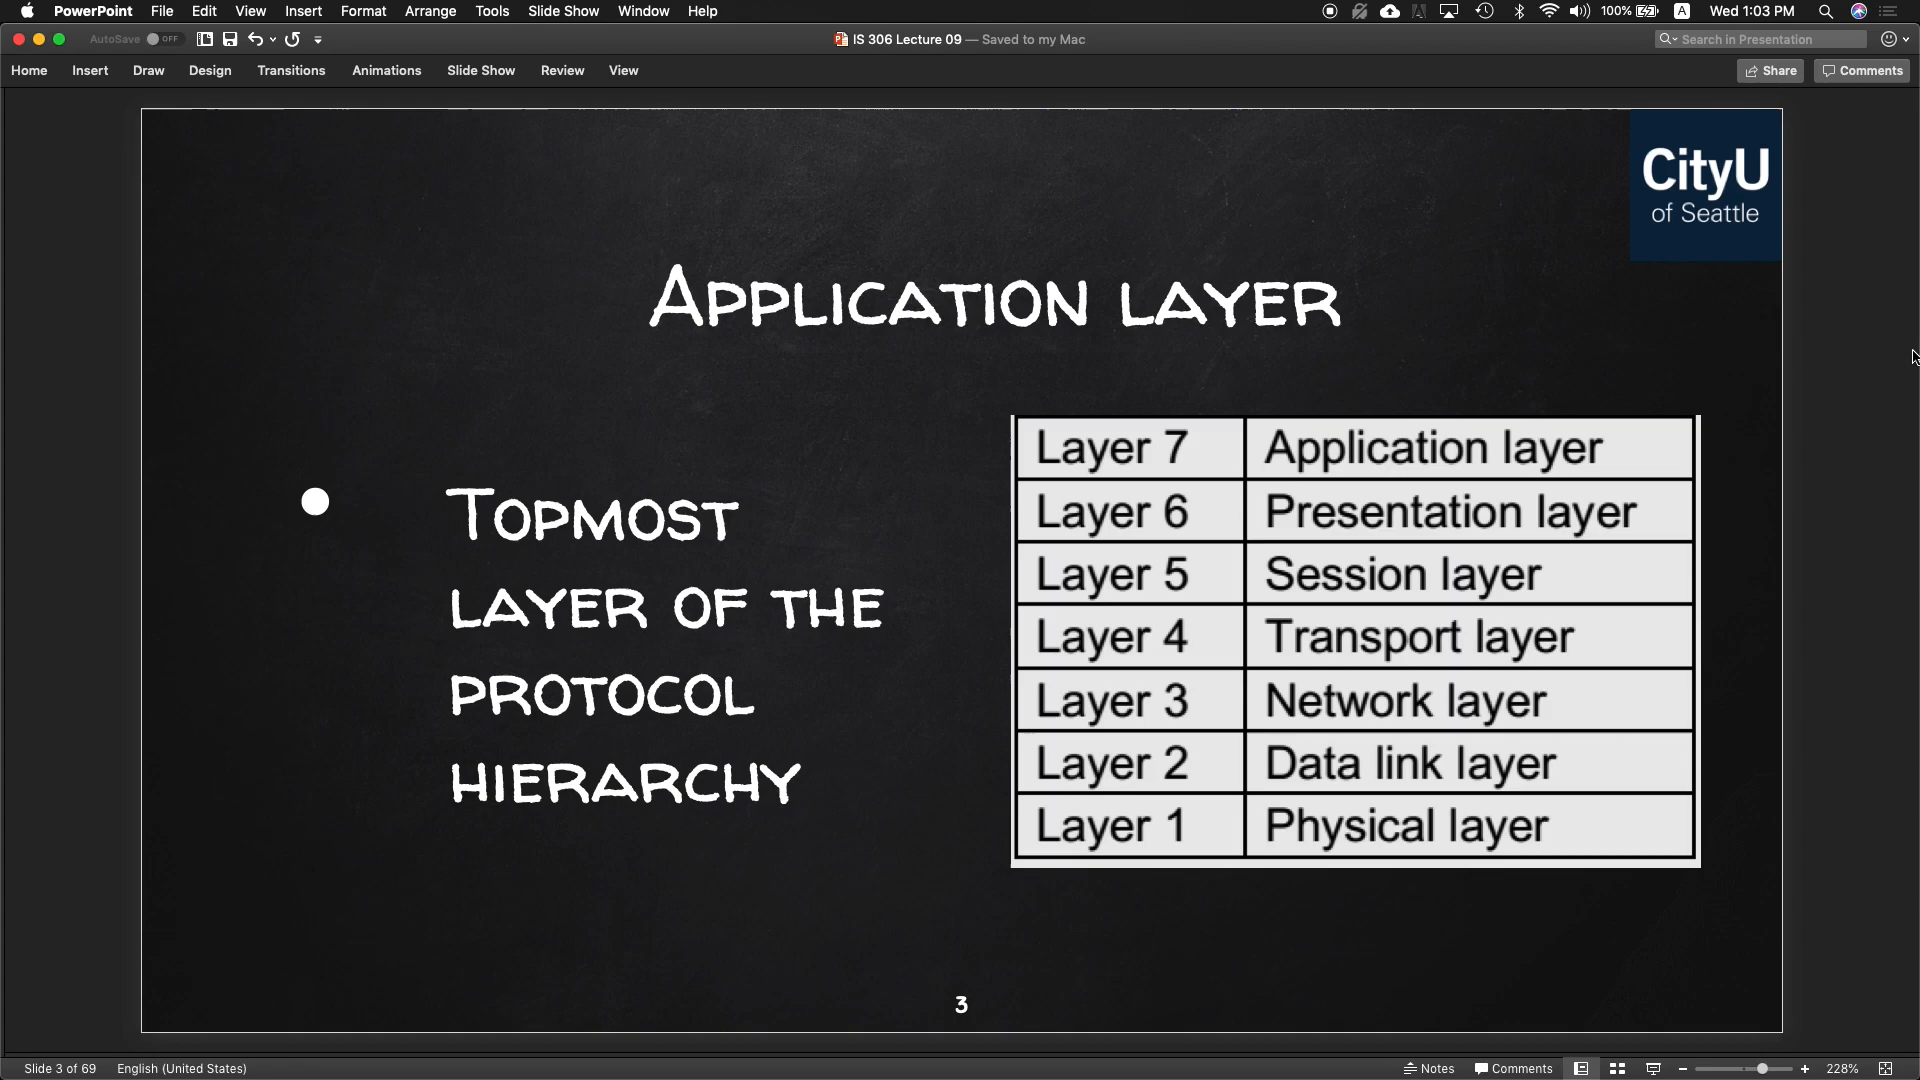 PowerPoint File Edit View Insert Format Arrange Tools Slide Show Window Help 100% A Wed 1:03 PM
AutoSave OFF IS 306 Lecture 09 — Saved to my Mac Search in Presentation
Home Insert Draw Design Transitions Animations Slide Show Review View Share Comments
CityU
of Seattle
Application layer
Topmost
layer of the
protocol
hierarchy
Layer 7 Application layer
Layer 6 Presentation layer
Layer 5 Session layer
Layer 4 Transport layer
Layer 3 Network layer
Layer 2 Data link layer
Layer 1 Physical layer
3
Slide 3 of 69 English (United States) Notes Comments 228%